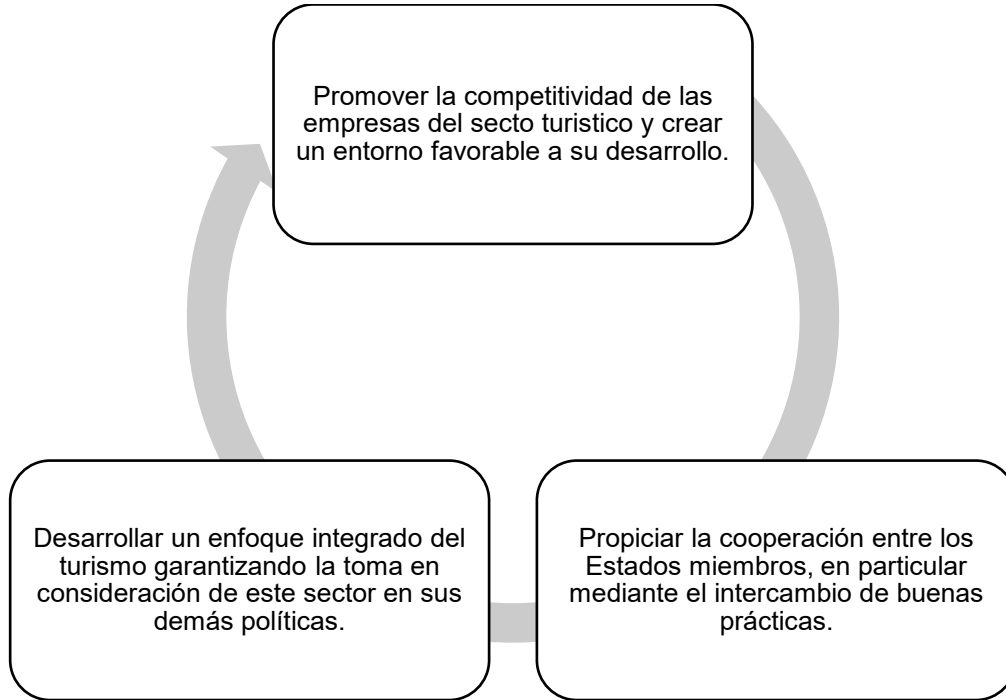 Promover la competitividad de las
empresas del secto turistico y crear
un entorno favorable a su desarrollo.
Desarrollar un enfoque integrado del
turismo garantizando la toma en
consideración de este sector en sus
demás políticas.
Propiciar la cooperación entre los
Estados miembros, en particular
mediante el intercambio de buenas
prácticas.